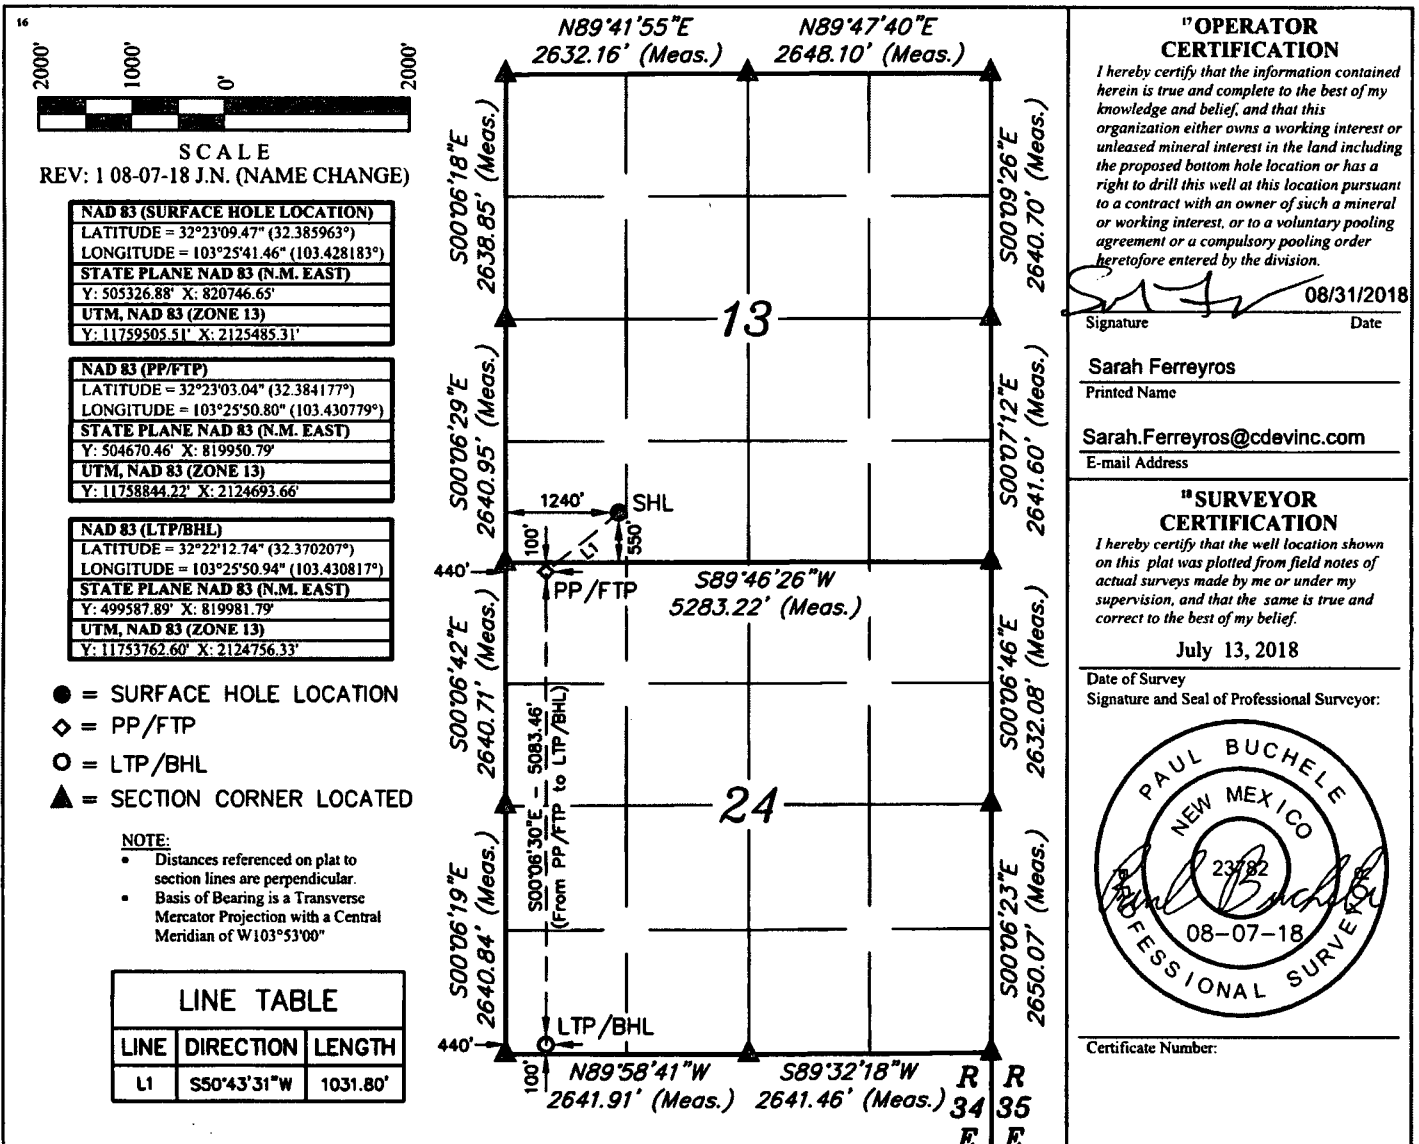 16
2000'
1000'
0'
2000'
SCALE
REV: 1 08-07-18 J.N. (NAME CHANGE)
NAD 83 (SURFACE HOLE LOCATION)
LATITUDE = 32°23'09.47" (32.385963°)
LONGITUDE = 103°25'41.46" (103.428183°)
STATE PLANE NAD 83 (N.M. EAST)
Y: 505326.88' X: 820746.65'
UTM, NAD 83 (ZONE 13)
Y: 11759505.51' X: 2125485.31'
NAD 83 (PP/FTP)
LATITUDE = 32°23'03.04" (32.384177°)
LONGITUDE = 103°25'50.80" (103.430779°)
STATE PLANE NAD 83 (N.M. EAST)
Y: 504670.46' X: 819950.79'
UTM, NAD 83 (ZONE 13)
Y: 11758844.22' X: 2124693.66'
NAD 83 (LTP/BHL)
LATITUDE = 32°22'12.74" (32.370207°)
LONGITUDE = 103°25'50.94" (103.430817°)
STATE PLANE NAD 83 (N.M. EAST)
Y: 499587.89' X: 819981.79'
UTM, NAD 83 (ZONE 13)
Y: 11753762.60' X: 2124756.33'
= SURFACE HOLE LOCATION
= PP/FTP
= LTP/BHL
= SECTION CORNER LOCATED
NOTE:
• Distances referenced on plat to
section lines are perpendicular.
• Basis of Bearing is a Transverse
Mercator Projection with a Central
Meridian of W103°53'00"
LINE TABLE
LINE DIRECTION LENGTH
L1 S50°43'31"W 1031.80'
N89°41'55"E
2632.16' (Meas.)
N89°47'40"E
2648.10' (Meas.)
S00°06'18"E
2638.85' (Meas.)
S00°09'26"E
2640.70' (Meas.)
13
S00°06'29"E
2640.95' (Meas.)
S00°07'12"E
2641.60' (Meas.)
1240'
SHL
100'
L1
550'
440'
PP/FTP
S89°46'26"W
5283.22' (Meas.)
S00°06'42"E
2640.71' (Meas.)
S00°06'46"E
2632.08' (Meas.)
S00°06'30"E - 5083.46'
(From PP/FTP to LTP/BHL)
24
S00°06'19"E
2640.84' (Meas.)
S00°06'23"E
2650.07' (Meas.)
LTP/BHL
440'
100'
N89°58'41"W
2641.91' (Meas.)
S89°32'18"W
2641.46' (Meas.)
R R
34 35
E E
17 OPERATOR
CERTIFICATION
I hereby certify that the information contained
herein is true and complete to the best of my
knowledge and belief, and that this
organization either owns a working interest or
unleased mineral interest in the land including
the proposed bottom hole location or has a
right to drill this well at this location pursuant
to a contract with an owner of such a mineral
or working interest, or to a voluntary pooling
agreement or a compulsory pooling order
heretofore entered by the division.
08/31/2018
Signature Date
Sarah Ferreyros
Printed Name
Sarah.Ferreyros@cdevinc.com
E-mail Address
18 SURVEYOR
CERTIFICATION
I hereby certify that the well location shown
on this plat was plotted from field notes of
actual surveys made by me or under my
supervision, and that the same is true and
correct to the best of my belief.
July 13, 2018
Date of Survey
Signature and Seal of Professional Surveyor:
PAUL BUCHELE
NEW MEXICO
23782
Paul Buchele
08-07-18
PROFESSIONAL SURVEYOR
Certificate Number: